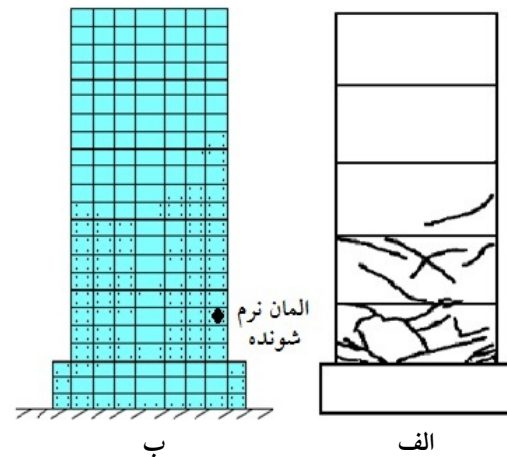 المان نرم
شونده
الف
ب